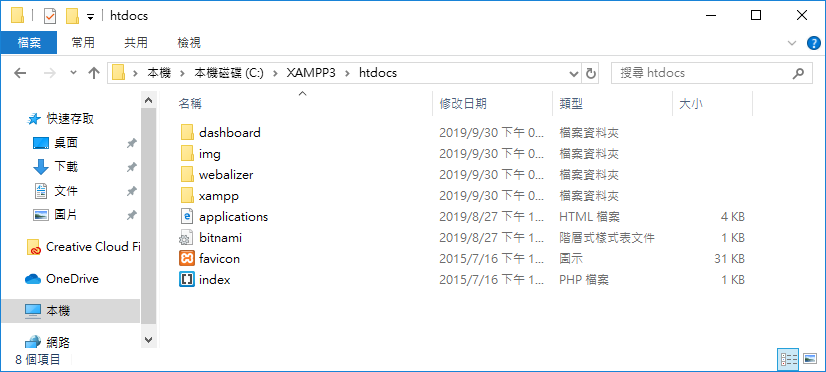 htdocs
檔案 常用 共用 檢視
本機 本機磁碟 (C:) XAMPP3 htdocs 搜尋 htdocs
快速存取
桌面
下載
文件
圖片
Creative Cloud Fi
OneDrive
本機
網路
名稱 修改日期 類型 大小
dashboard 2019/9/30 下午 0... 檔案資料夾
img 2019/9/30 下午 0... 檔案資料夾
webalizer 2019/9/30 下午 0... 檔案資料夾
xampp 2019/9/30 下午 0... 檔案資料夾
applications 2019/8/27 下午 1... HTML 檔案 4 KB
bitnami 2019/8/27 下午 1... 階層式樣式表文件 1 KB
favicon 2015/7/16 下午 1... 圖示 31 KB
index 2015/7/16 下午 1... PHP 檔案 1 KB
8 個項目